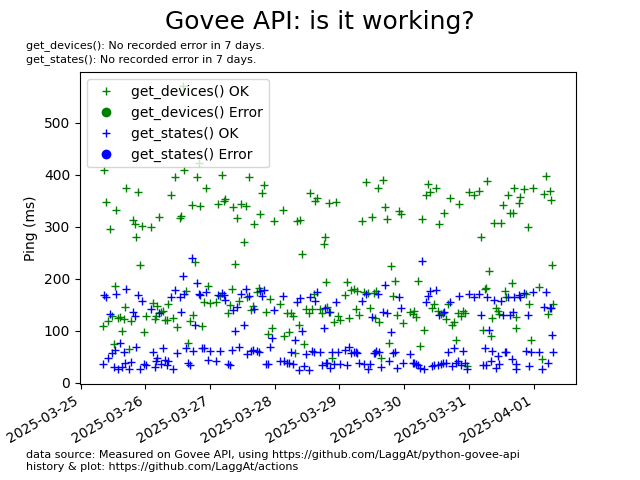 Govee API: is it working?
get_devices(): No recorded error in 7 days.
get_states(): No recorded error in 7 days.
get_devices() OK
get_devices() Error
get_states() OK
get_states() Error
Ping (ms)
500
400
300
200
100
0
2025-03-25
2025-03-26
2025-03-27
2025-03-28
2025-03-29
2025-03-30
2025-03-31
2025-04-01
data source: Measured on Govee API, using https://github.com/LaggAt/python-govee-api
history & plot: https://github.com/LaggAt/actions